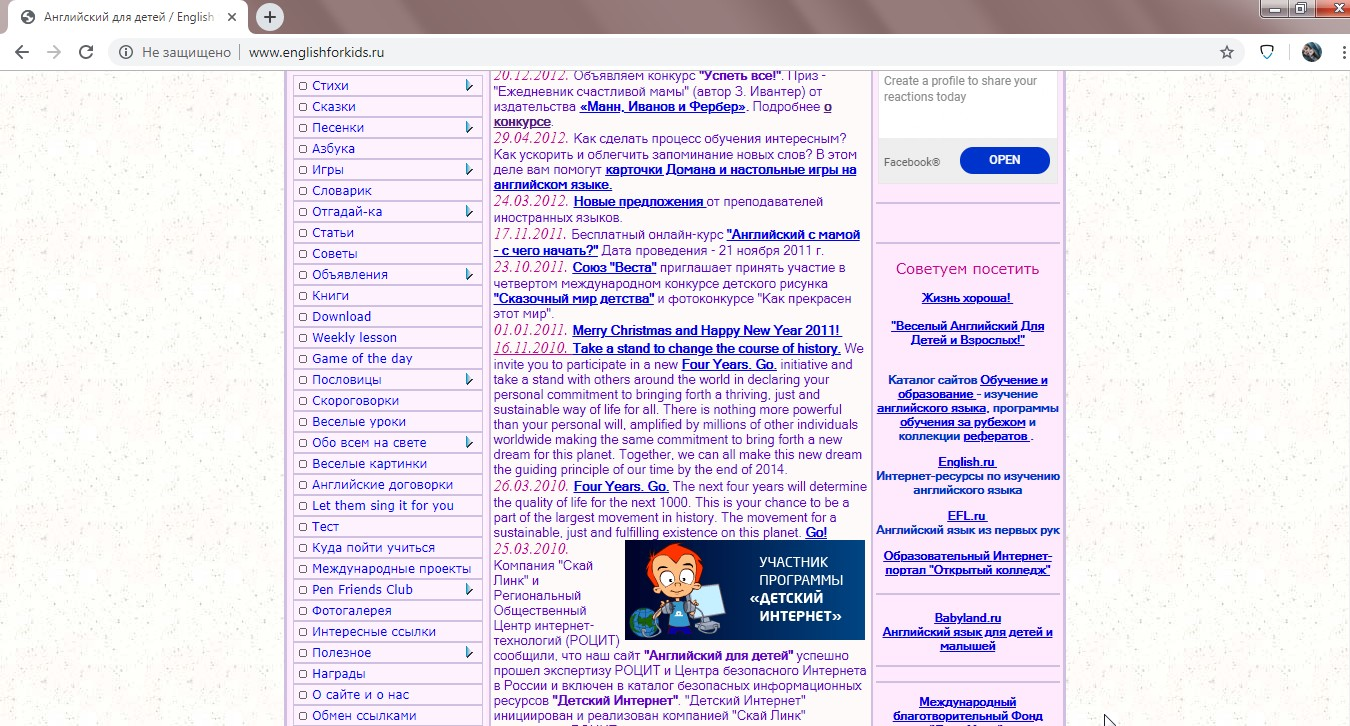 Английский для детей / English
Не защищено
www.englishforkids.ru
Стихи
Сказки
Песенки
Азбука
Игры
Словарик
Отгадай-ка
Статьи
Советы
Объявления
Книги
Download
Weekly lesson
Game of the day
Пословицы
Скороговорки
Веселые уроки
Обо всем на свете
Веселые картинки
Английские договорки
Let them sing it for you
Тест
Куда пойти учиться
Международные проекты
Pen Friends Club
Фотогалерея
Интересные ссылки
Полезное
Награды
О сайте и о нас
Обмен ссылками
20.12.2012. Объявляем конкурс "Успеть все!". Приз -
"Ежедневник счастливой мамы" (автор З. Ивантер) от
издательства «Манн, Иванов и Фербер». Подробнее о
конкурсе.
29.04.2012. Как сделать процесс обучения интересным?
Как ускорить и облегчить запоминание новых слов? В этом
деле вам помогут карточки Домана и настольные игры на
английском языке.
24.03.2012. Новые предложения от преподавателей
иностранных языков.
17.11.2011. Бесплатный онлайн-курс "Английский с мамой
- с чего начать?" Дата проведения - 21 ноября 2011 г.
23.10.2011. Союз "Веста" приглашает принять участие в
четвертом международном конкурсе детского рисунка
"Сказочный мир детства" и фотоконкурсе "Как прекрасен
этот мир".
01.01.2011. Merry Christmas and Happy New Year 2011!
16.11.2010. Take a stand to change the course of history. We
invite you to participate in a new Four Years. Go. initiative and
take a stand with others around the world in declaring your
personal commitment to bringing forth a thriving, just and
sustainable way of life for all. There is nothing more powerful
than your personal will, amplified by millions of other individuals
worldwide making the same commitment to bring forth a new
dream for this planet. Together, we can all make this new dream
the guiding principle of our time by the end of 2014.
26.03.2010. Four Years. Go. The next four years will determine
the quality of life for the next 1000. This is your chance to be a
part of the largest movement in history. The movement for a
sustainable, just and fulfilling existence on this planet. Go!
25.03.2010.
Компания "Скай
Линк" и
Региональный
Общественный
Центр интернет-
технологий (РОЦИТ)
УЧАСТНИК
ПРОГРАММЫ
«ДЕТСКИЙ
ИНТЕРНЕТ»
сообщили, что наш сайт "Английский для детей" успешно
прошел экспертизу РОЦИТ и Центра безопасного Интернета
в России и включен в каталог безопасных информационных
ресурсов "Детский Интернет". "Детский Интернет"
инициирован и реализован компанией "Скай Линк"
Create a profile to share your
reactions today
Facebook®
OPEN
Советуем посетить
Жизнь хороша!
"Веселый Английский Для
Детей и Взрослых!"
Каталог сайтов Обучение и
образование - изучение
английского языка, программы
обучения за рубежом и
коллекции рефератов .
English.ru
Интернет-ресурсы по изучению
английского языка
EFL.ru
Английский язык из первых рук
Образовательный Интернет-
портал "Открытый колледж"
Babyland.ru
Английский язык для детей и
малышей
Международный
благотворительный Фонд